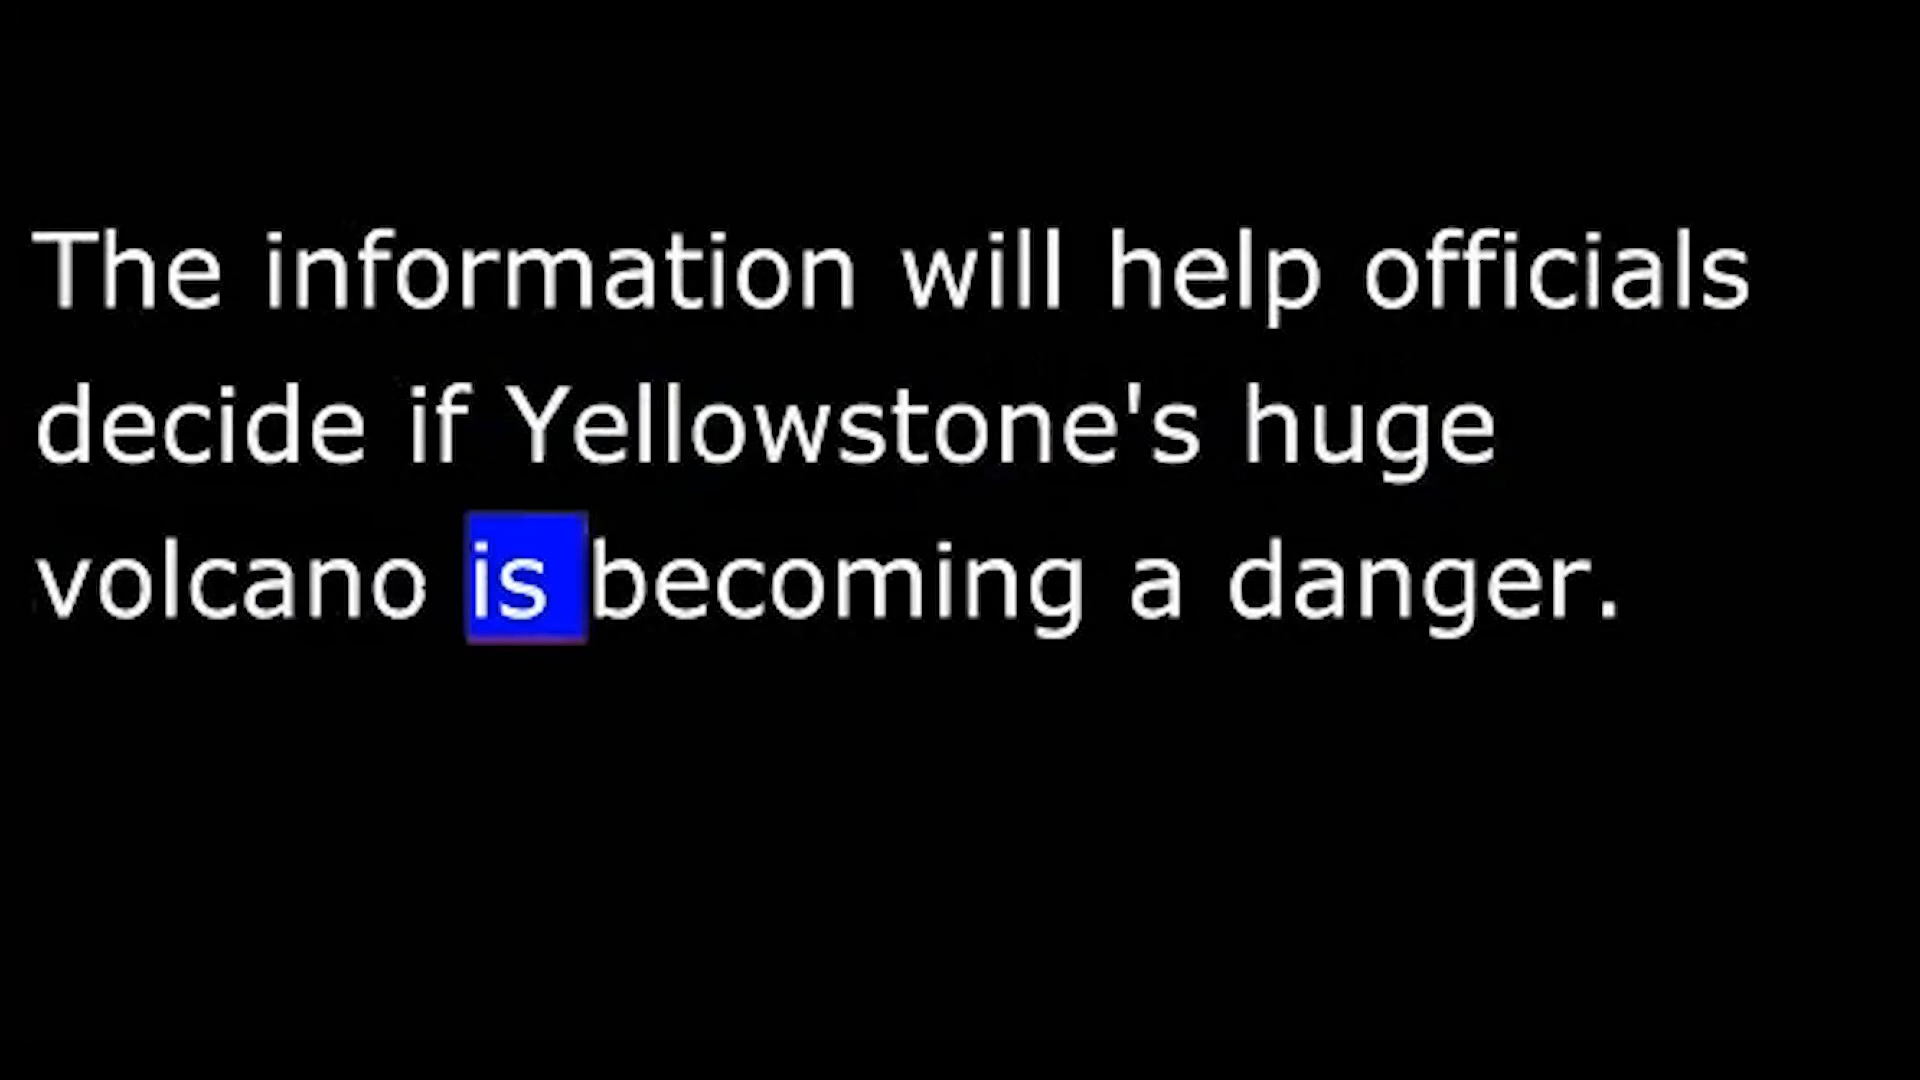 The information will help officials
decide if Yellowstone's huge
volcano is becoming a danger.